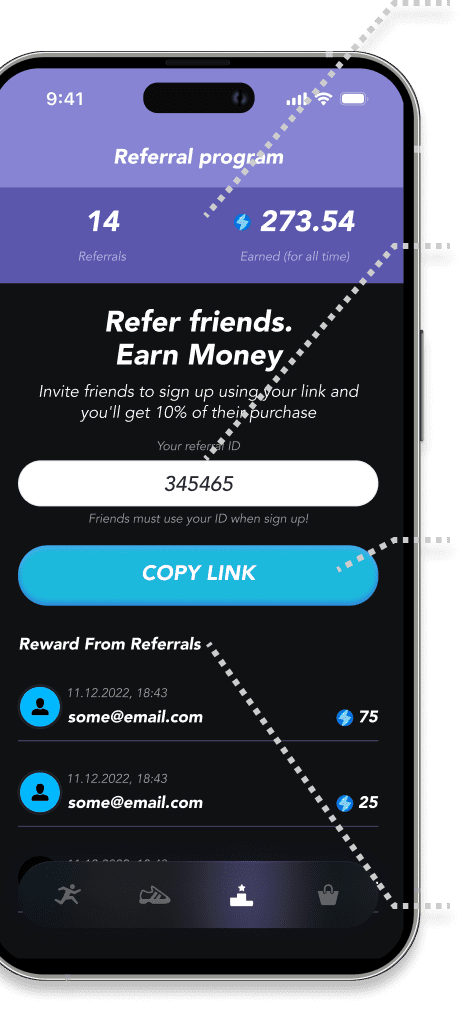 9:41
Referral program
14
273.54
Referrals
Earned (for all time)
Refer friends.
Earn Money
Invite friends to sign up using your link and
you'll get 10% of their purchase
Your referral ID
345465
Friends must use your ID when sign up!
COPY LINK
Reward From Referrals
11.12.2022, 18:43
some@email.com
75
11.12.2022, 18:43
some@email.com
25